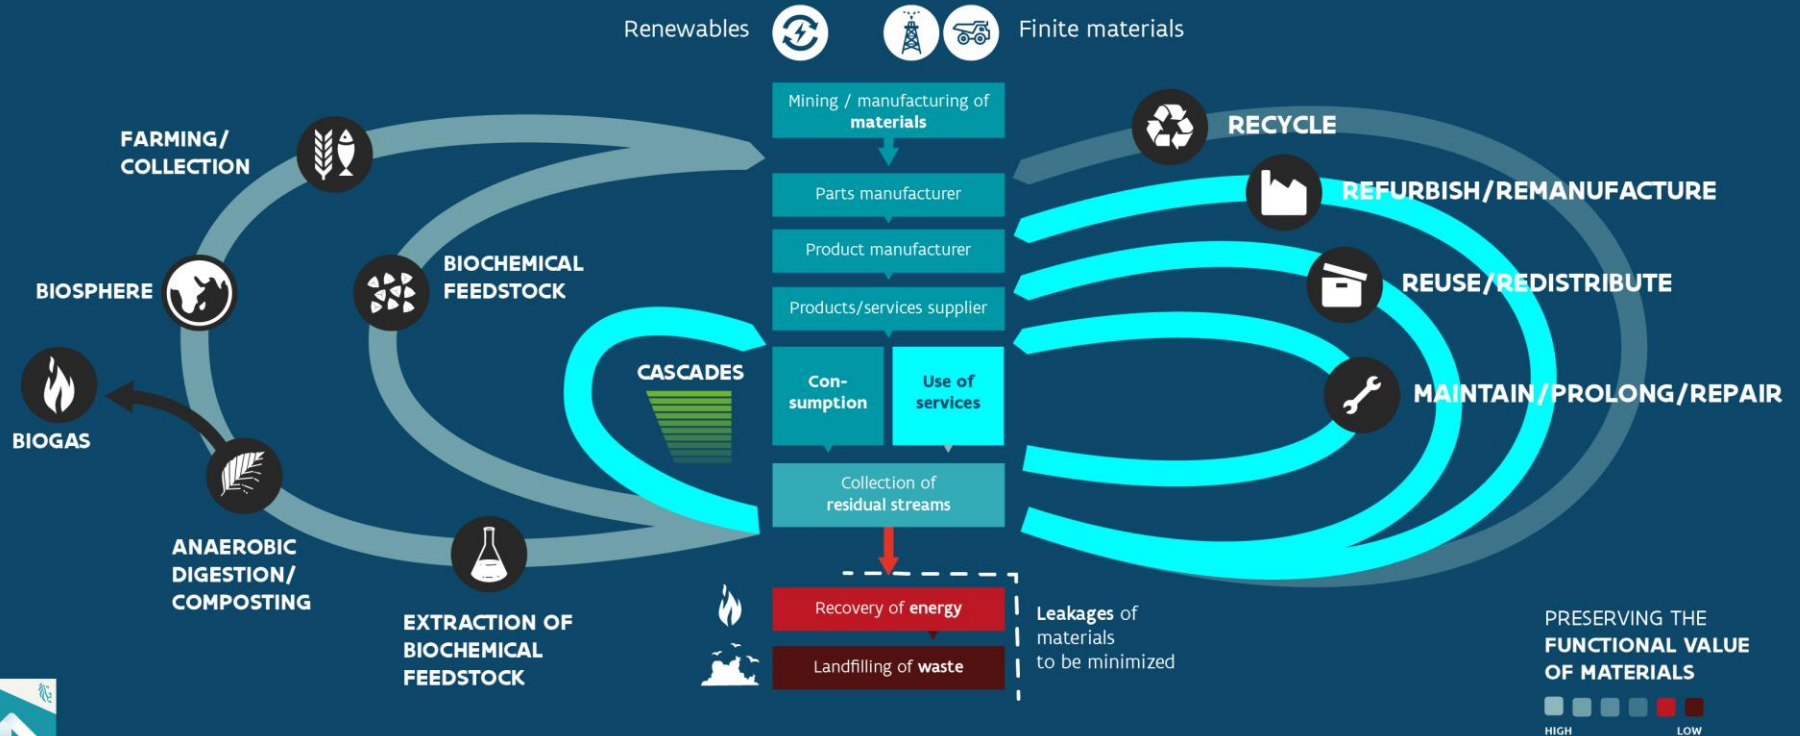 Renewables
Finite materials
Mining / manufacturing of
materials
Parts manufacturer
Product manufacturer
Products/services supplier
Con-
sumption
Use of
services
Collection of
residual streams
Recovery of energy
Landfilling of waste
Leakages of
materials
to be minimized
FARMING/
COLLECTION
BIOSPHERE
BIOCHEMICAL
FEEDSTOCK
CASCADES
BIOGAS
ANAEROBIC
DIGESTION/
COMPOSTING
EXTRACTION OF
BIOCHEMICAL
FEEDSTOCK
RECYCLE
REFURBISH/REMANUFACTURE
REUSE/REDISTRIBUTE
MAINTAIN/PROLONG/REPAIR
PRESERVING THE
FUNCTIONAL VALUE
OF MATERIALS
HIGH LOW